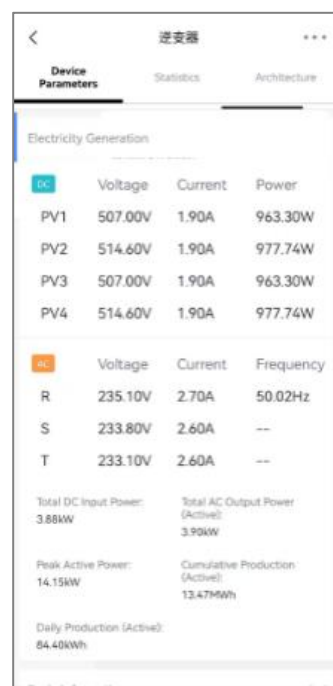 逆变器
Device Parameters Statistics Architecture
Electricity Generation
DC Voltage Current Power
PV1 507.00V 1.90A 963.30W
PV2 514.60V 1.90A 977.74W
PV3 507.00V 1.90A 963.30W
PV4 514.60V 1.90A 977.74W
AC Voltage Current Frequency
R 235.10V 2.70A 50.02Hz
S 233.80V 2.60A --
T 233.10V 2.60A --
Total DC Input Power: Total AC Output Power (Active):
3.88kW 3.90kW
Peak Active Power: Cumulative Production (Active):
14.15kW 13.47MWh
Daily Production (Active):
84.40kWh